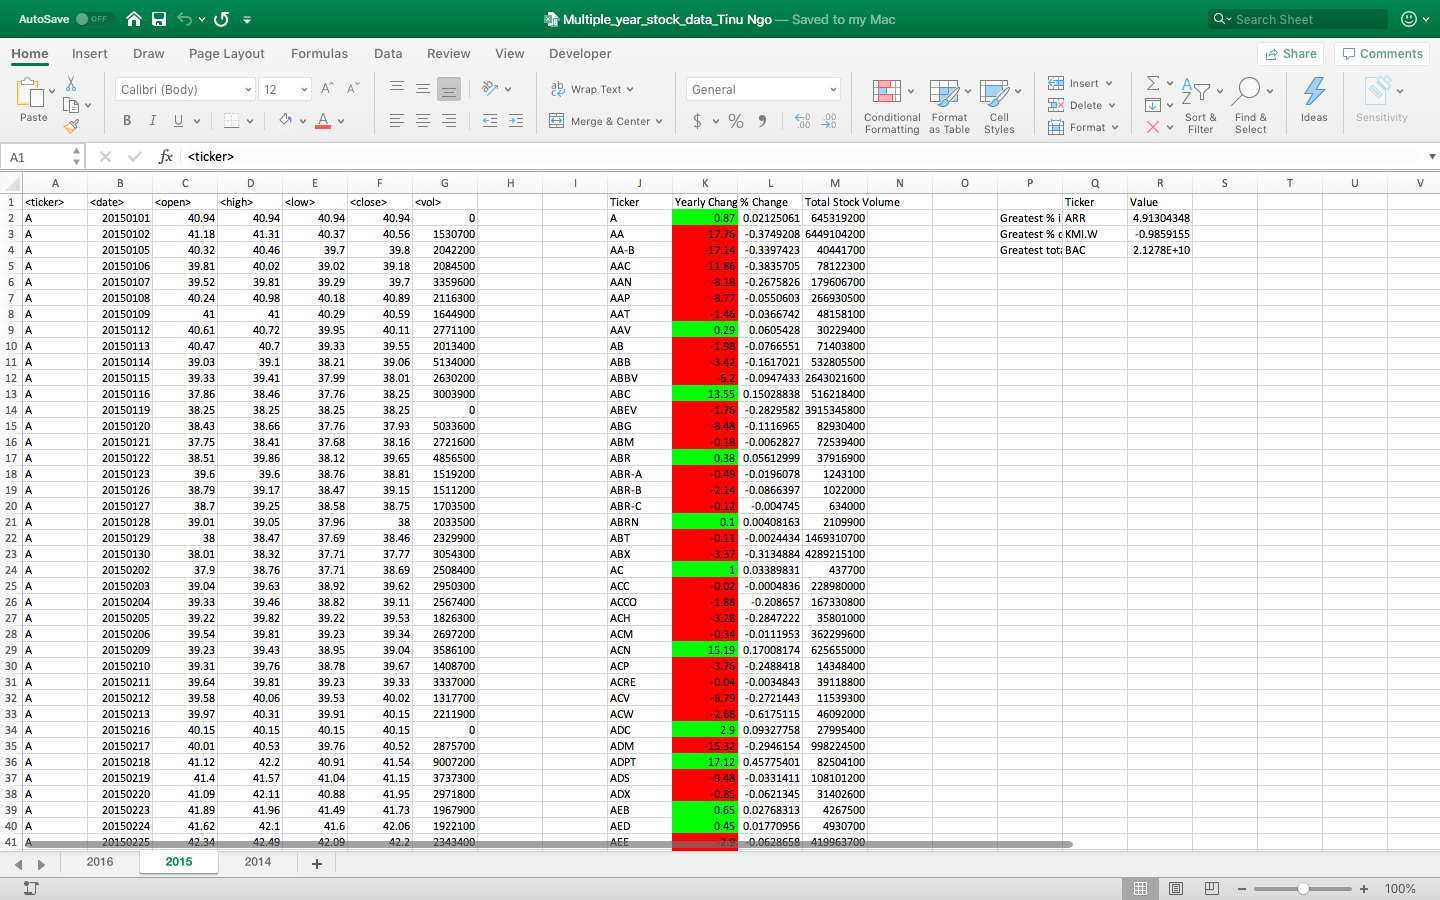 AutoSave OFF Multiple_year_stock_data_Tinu Ngo — Saved to my Mac Search Sheet
Home Insert Draw Page Layout Formulas Data Review View Developer Share Comments
Paste Calibri (Body) 12 A A Wrap Text General Conditional Formatting Format as Table Cell Styles Insert Sort & Filter Find & Select Ideas Sensitivity
B I U A Merge & Center $ % Delete
Format
A1 fx <ticker>
A B C D E F G H I J K L M N O P Q R S T U V
1 <ticker> <date> <open> <high> <low> <close> <vol> Ticker Yearly Chang % Change Total Stock Volume Ticker Value
2 A 20150101 40.94 40.94 40.94 40.94 0 A 0.87 0.02125061 645319200 Greatest % i ARR 4.91304348
3 A 20150102 41.18 41.31 40.37 40.56 1530700 AA -17.76 -0.3749208 6449104200 Greatest % d KMI.W -0.9859155
4 A 20150105 40.32 40.46 39.7 39.8 2042200 AA-B -17.14 -0.3397423 40441700 Greatest tota BAC 2.1278E+10
5 A 20150106 39.81 40.02 39.02 39.18 2084500 AAC -11.86 -0.3835705 78122300
6 A 20150107 39.52 39.81 39.29 39.7 3359600 AAN -8.18 -0.2675826 179606700
7 A 20150108 40.24 40.98 40.18 40.89 2116300 AAP -8.77 -0.0550603 266930500
8 A 20150109 41 41 40.29 40.59 1644900 AAT -1.46 -0.0366742 48158100
9 A 20150112 40.61 40.72 39.95 40.11 2771100 AAV 0.29 0.0605428 30229400
10 A 20150113 40.47 40.7 39.33 39.55 2013400 AB -1.98 -0.0766551 71403800
11 A 20150114 39.03 39.1 38.21 39.06 5134000 ABB -3.42 -0.1617021 532805500
12 A 20150115 39.33 39.41 37.99 38.01 2630200 ABBV -6.2 -0.0947433 2643021600
13 A 20150116 37.86 38.46 37.76 38.25 3003900 ABC 13.55 0.15028838 516218400
14 A 20150119 38.25 38.25 38.25 38.25 0 ABEV -1.76 -0.2829582 3915345800
15 A 20150120 38.43 38.66 37.76 37.93 5033600 ABG -8.48 -0.1116965 82930400
16 A 20150121 37.75 38.41 37.68 38.16 2721600 ABM -0.18 -0.0062827 72539400
17 A 20150122 38.51 39.86 38.12 39.65 4856500 ABR 0.38 0.05612999 37916900
18 A 20150123 39.6 39.6 38.76 38.81 1519200 ABR-A -0.49 -0.0196078 1243100
19 A 20150126 38.79 39.17 38.47 39.15 1511200 ABR-B -2.14 -0.0866397 1022000
20 A 20150127 38.7 39.25 38.58 38.75 1703500 ABR-C -0.12 -0.004745 634000
21 A 20150128 39.01 39.05 37.96 38 2033500 ABRN 0.1 0.00408163 2109900
22 A 20150129 38 38.47 37.69 38.46 2329900 ABT -0.11 -0.0024434 1469310700
23 A 20150130 38.01 38.32 37.71 37.77 3054300 ABX -3.37 -0.3134884 4289215100
24 A 20150202 37.9 38.76 37.71 38.69 2508400 AC 1 0.03389831 437700
25 A 20150203 39.04 39.63 38.92 39.62 2950300 ACC -0.02 -0.0004836 228980000
26 A 20150204 39.33 39.46 38.82 39.11 2567400 ACCO -1.88 -0.208657 167330800
27 A 20150205 39.22 39.82 39.22 39.53 1826300 ACH -3.28 -0.2847222 35801000
28 A 20150206 39.54 39.81 39.23 39.34 2697200 ACM -0.34 -0.0111953 362299600
29 A 20150209 39.23 39.43 38.95 39.04 3586100 ACN 15.19 0.17008174 625655000
30 A 20150210 39.31 39.76 38.78 39.67 1408700 ACP -3.76 -0.2488418 14348400
31 A 20150211 39.64 39.81 39.23 39.33 3337000 ACRE -0.04 -0.0034843 39118800
32 A 20150212 39.58 40.06 39.53 40.02 1317700 ACV -6.79 -0.2721443 11539300
33 A 20150213 39.97 40.31 39.91 40.15 2211900 ACW -2.68 -0.6175115 46092000
34 A 20150216 40.15 40.15 40.15 40.15 0 ADC 2.9 0.09327758 27995400
35 A 20150217 40.01 40.53 39.76 40.52 2875700 ADM -15.32 -0.2946154 998224500
36 A 20150218 41.12 42.2 40.91 41.54 9007200 ADPT 17.12 0.45775401 82504100
37 A 20150219 41.4 41.57 41.04 41.15 3737300 ADS -9.48 -0.0331411 108101200
38 A 20150220 41.09 42.11 40.88 41.95 2971800 ADX -0.85 -0.0621345 31402600
39 A 20150223 41.89 41.96 41.49 41.73 1967900 AEB 0.65 0.02768313 4267500
40 A 20150224 41.62 42.1 41.6 42.06 1922100 AED 0.45 0.01770956 4930700
41 A 20150225 42.34 42.49 42.09 42.2 2343400 AEE -2.9 -0.0628658 419963700
2016 2015 2014 +
100%